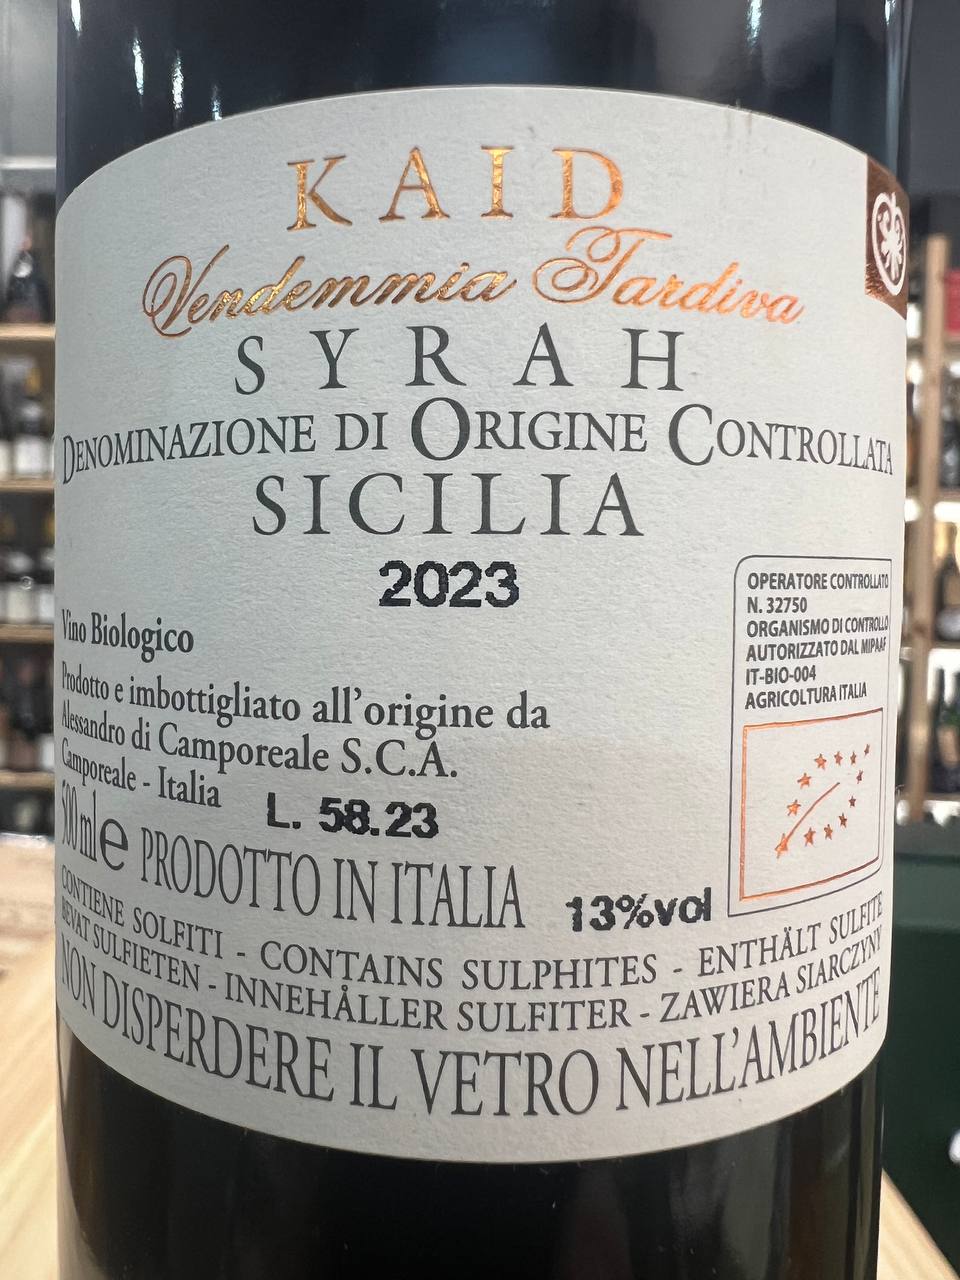 KAID
Vendemmia Tardiva
SYRAH
DENOMINAZIONE DI ORIGINE CONTROLLATA
SICILIA
2023
Vino Biologico
Prodotto e imbottigliato all'origine da
Alessandro di Camporeale S.C.A.
Camporeale - Italia
L. 58.23
500 ml e PRODOTTO IN ITALIA
13%vol
OPERATORE CONTROLLATO
N. 32750
ORGANISMO DI CONTROLLO
AUTORIZZATO DAL MIPAAF
IT-BIO-004
AGRICOLTURA ITALIA
CONTIENE SOLFITI - CONTAINS SULPHITES - ENTHÄLT SULFITE
BEVAT SULFIETEN - INNEHÅLLER SULFITER - ZAWIERA SIARCZYNY
NON DISPERDERE IL VETRO NELL'AMBIENTE